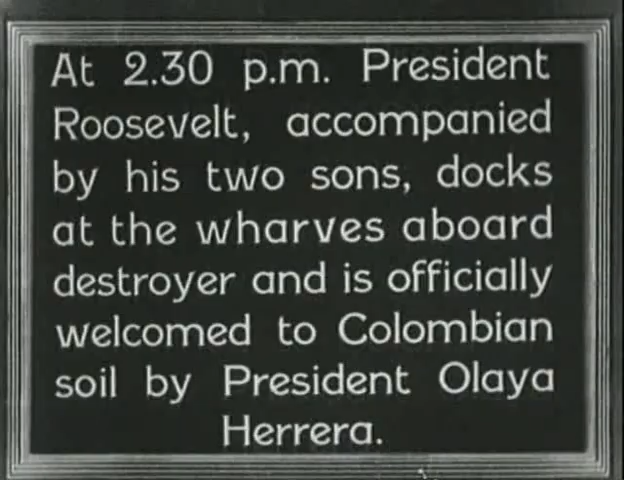 At 2.30 p.m. President
Roosevelt, accompanied
by his two sons, docks
at the wharves aboard
destroyer and is officially
welcomed to Colombian
soil by President Olaya
Herrera.